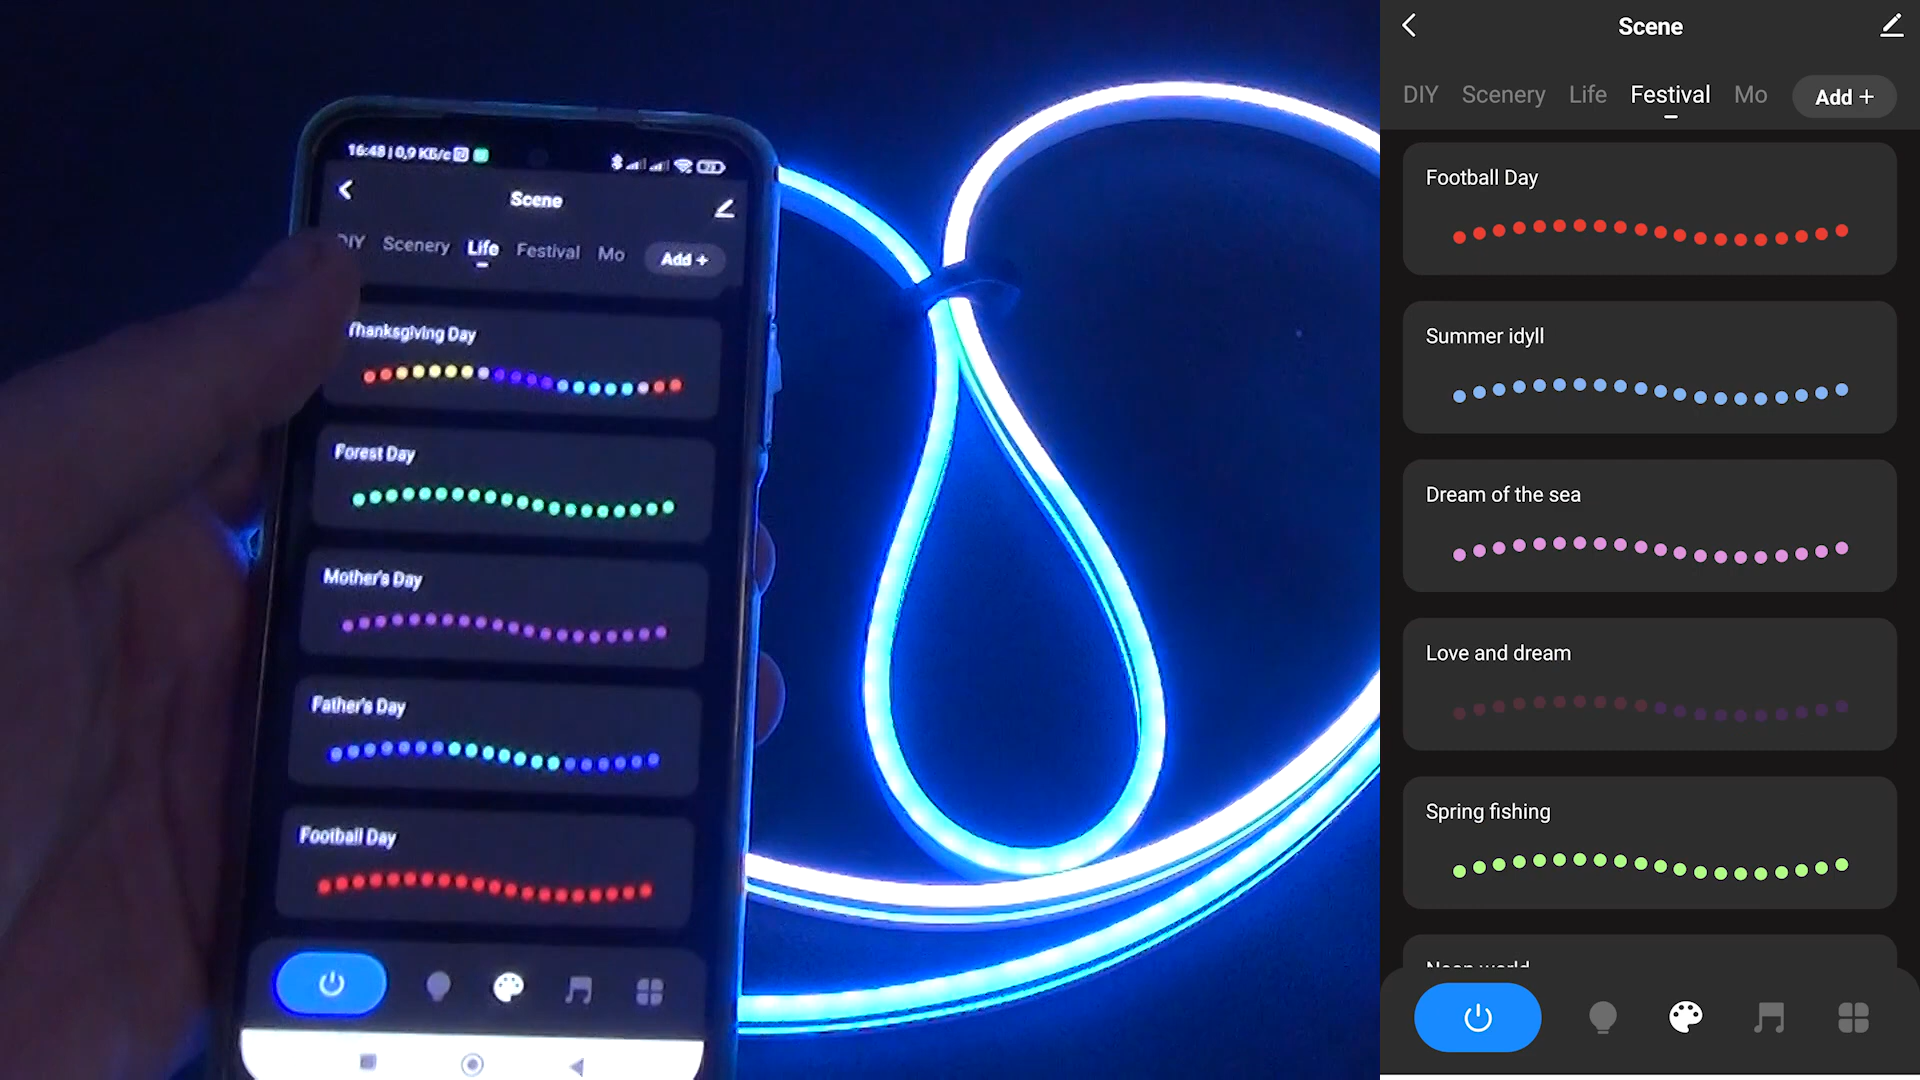 16:48 | 0,9 КБ/с
Scene
DIY Scenery Life Festival Mo Add +
Thanksgiving Day
Forest Day
Mother's Day
Father's Day
Football Day
Scene
DIY Scenery Life Festival Mo Add +
Football Day
Summer idyll
Dream of the sea
Love and dream
Spring fishing